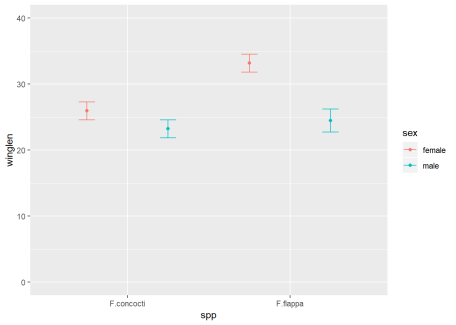 40
30
20
10
0
winglen
F.concocti
F.flappa
spp
sex
female
male